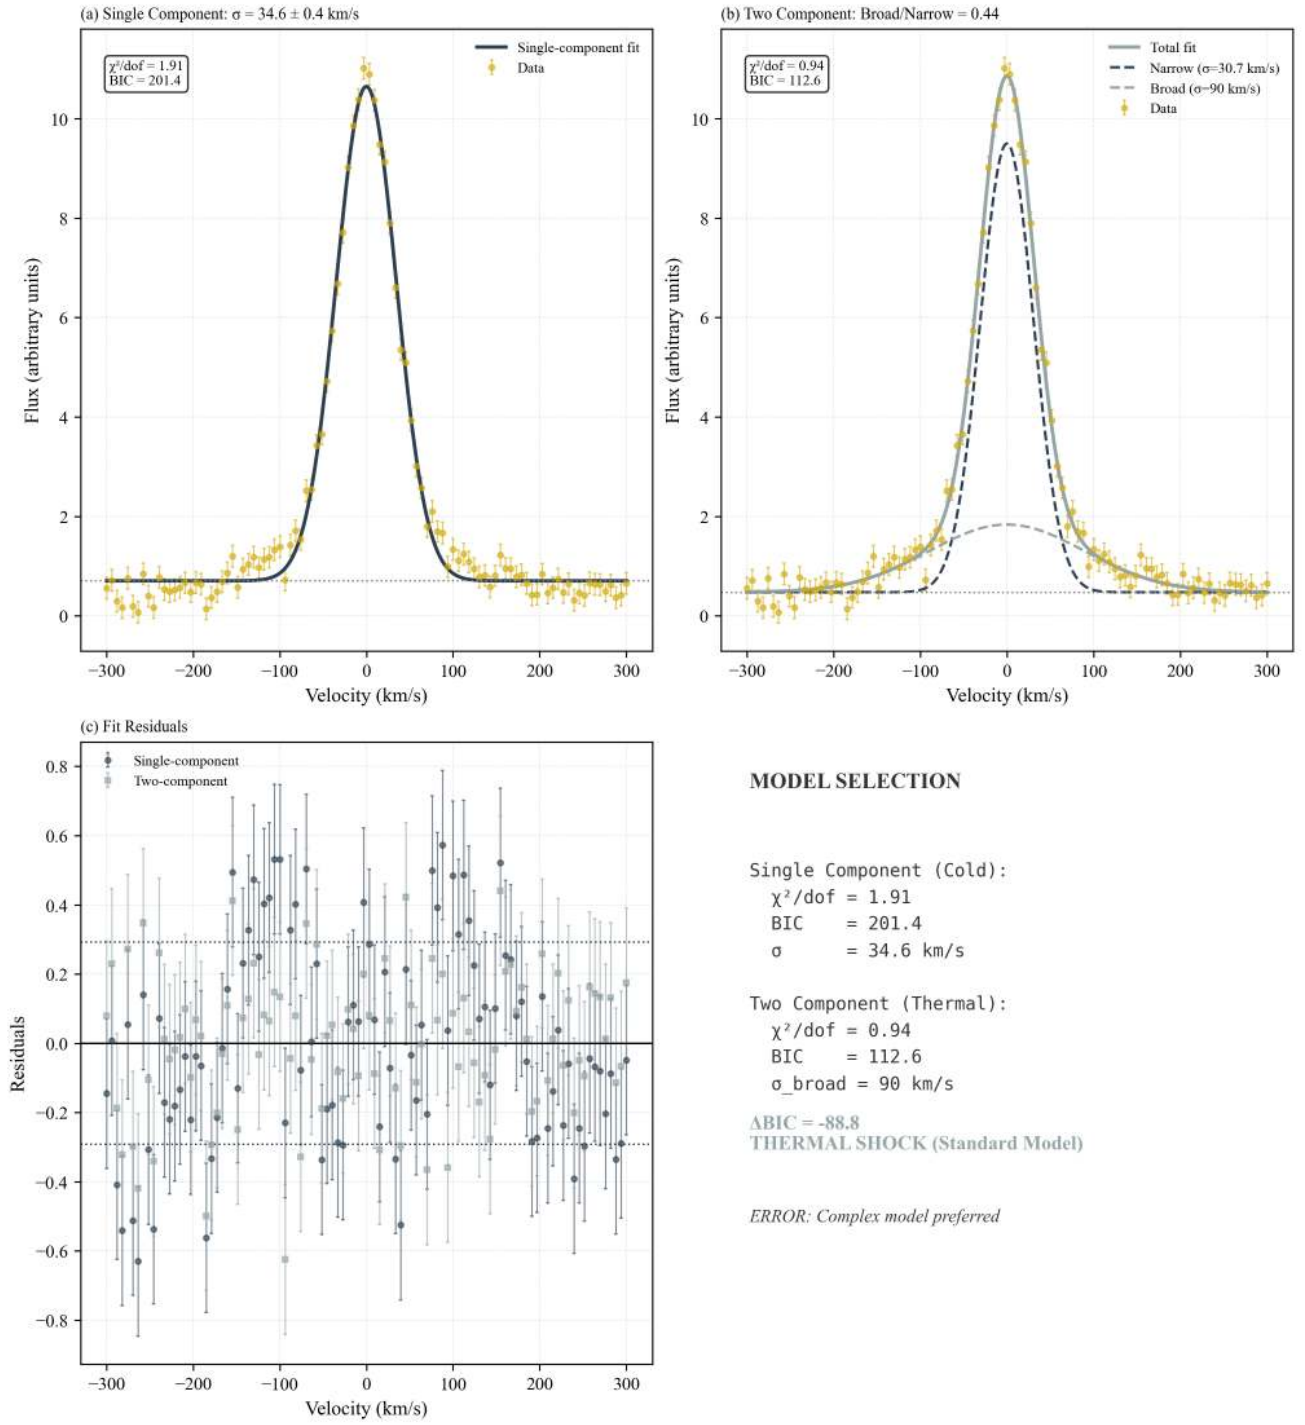 (a) Single Component: σ = 34.6 ± 0.4 km/s
χ²/dof = 1.91
BIC = 201.4
Single-component fit
Data
Flux (arbitrary units)
10
8
6
4
2
0
−300 −200 −100 0 100 200 300
Velocity (km/s)
(b) Two Component: Broad/Narrow = 0.44
χ²/dof = 0.94
BIC = 112.6
Total fit
Narrow (σ=30.7 km/s)
Broad (σ=90 km/s)
Data
Flux (arbitrary units)
10
8
6
4
2
0
−300 −200 −100 0 100 200 300
Velocity (km/s)
(c) Fit Residuals
Single-component
Two-component
Residuals
0.8
0.6
0.4
0.2
0.0
−0.2
−0.4
−0.6
−0.8
−300 −200 −100 0 100 200 300
Velocity (km/s)
MODEL SELECTION
Single Component (Cold):
χ²/dof = 1.91
BIC = 201.4
σ = 34.6 km/s
Two Component (Thermal):
χ²/dof = 0.94
BIC = 112.6
σ_broad = 90 km/s
ΔBIC = -88.8
THERMAL SHOCK (Standard Model)
ERROR: Complex model preferred